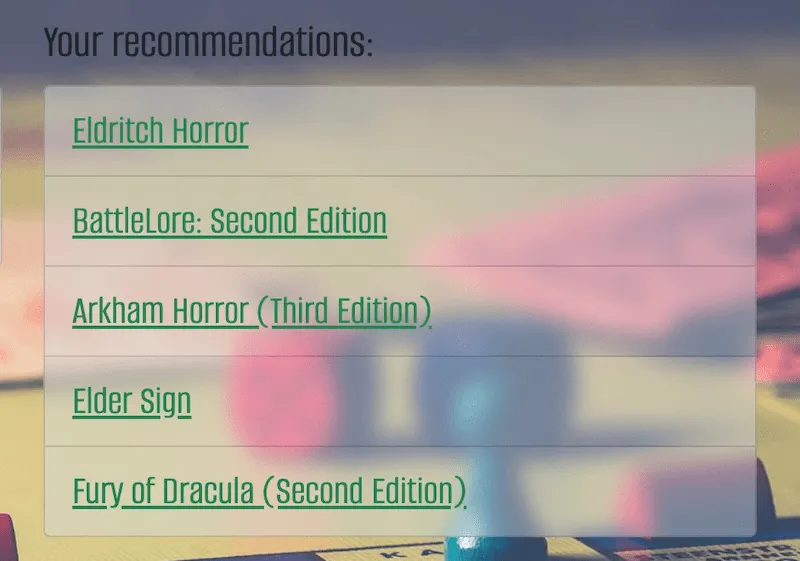 Your recommendations:
Eldritch Horror
BattleLore: Second Edition
Arkham Horror (Third Edition)
Elder Sign
Fury of Dracula (Second Edition)